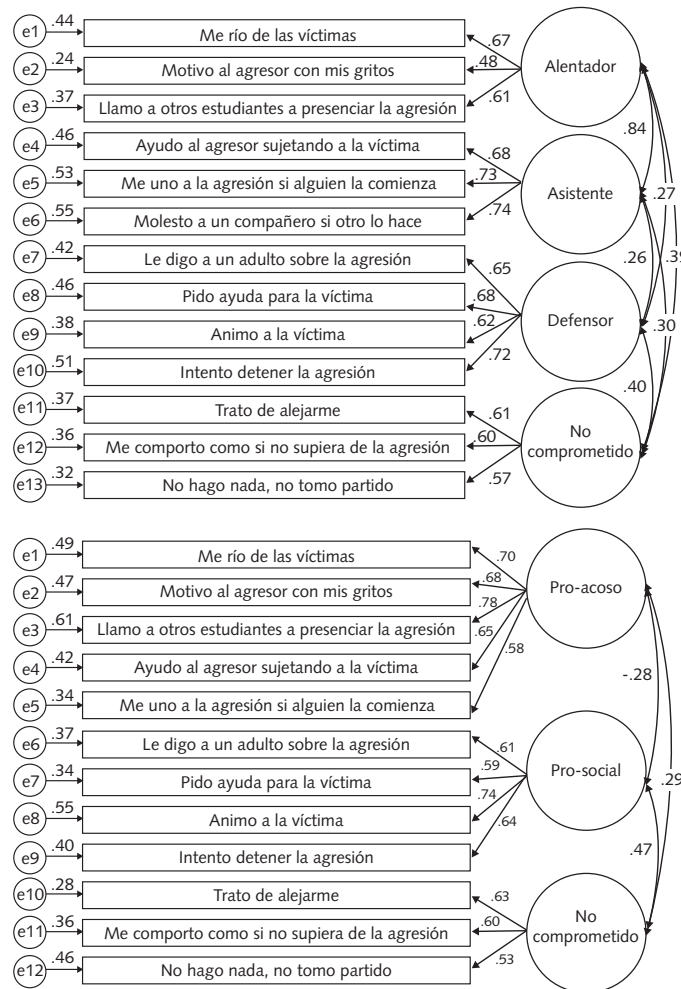 e1 .44 Me río de las víctimas .67
e2 .24 Motivo al agresor con mis gritos .48 Alentador
e3 .37 Llamo a otros estudiantes a presenciar la agresión .61
.84
e4 .46 Ayudo al agresor sujetando a la víctima .68
e5 .53 Me uno a la agresión si alguien la comienza .73 Asistente .27
e6 .55 Molesto a un compañero si otro lo hace .74
e7 .42 Le digo a un adulto sobre la agresión .65 .26 .39
e8 .46 Pido ayuda para la víctima .68
e9 .38 Animo a la víctima .62 Defensor .30
e10 .51 Intento detener la agresión .72
.40
e11 .37 Trato de alejarme .61
e12 .36 Me comporto como si no supiera de la agresión .60 No comprometido
e13 .32 No hago nada, no tomo partido .57
e1 .49 Me río de las víctimas .70
e2 .47 Motivo al agresor con mis gritos .68 Pro-acoso
e3 .61 Llamo a otros estudiantes a presenciar la agresión .78
e4 .42 Ayudo al agresor sujetando a la víctima .65 .58
-.28
e5 .34 Me uno a la agresión si alguien la comienza
e6 .37 Le digo a un adulto sobre la agresión .61
e7 .34 Pido ayuda para la víctima .59 Pro-social .29
e8 .55 Animo a la víctima .74
e9 .40 Intento detener la agresión .64 .47
e10 .28 Trato de alejarme .63
e11 .36 Me comporto como si no supiera de la agresión .60 No comprometido
e12 .46 No hago nada, no tomo partido .53